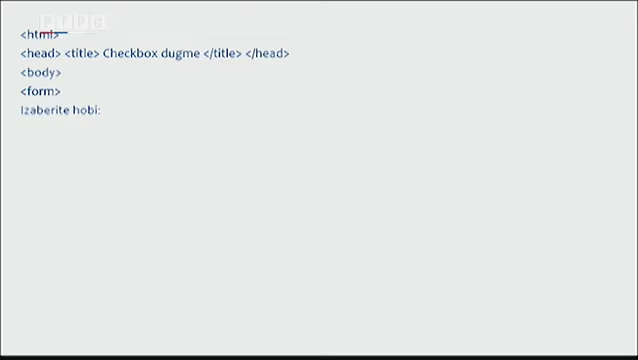 <html>
<head> <title> Checkbox dugme </title> </head>
<body>
<form>
Izaberite hobi: